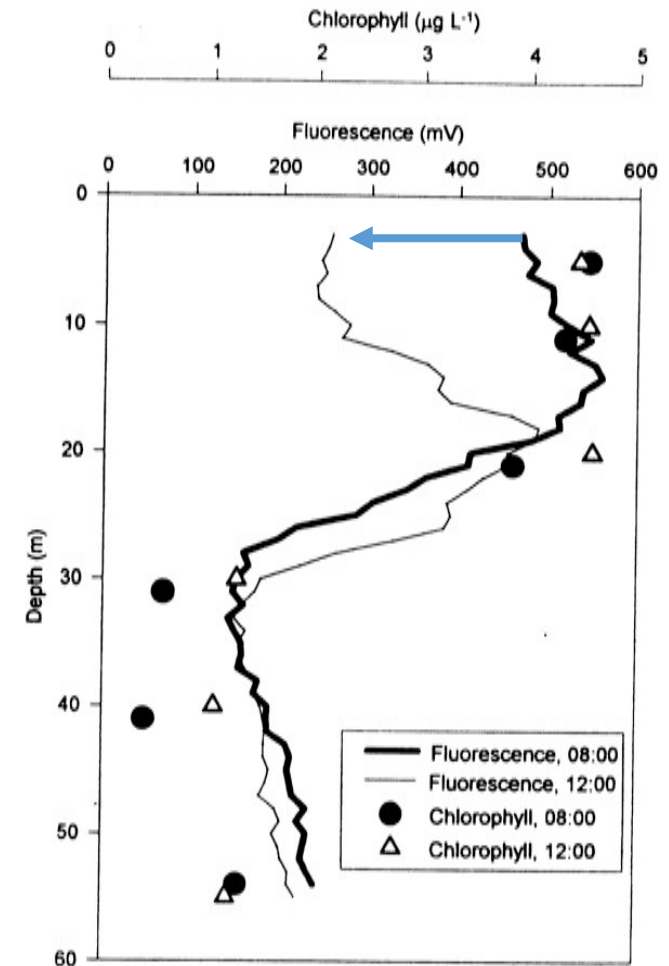 Chlorophyll (µg L⁻¹)
0 1 2 3 4 5
Fluorescence (mV)
0 100 200 300 400 500 600
0
10
20
30
40
50
60
Depth (m)
Fluorescence, 08:00
Fluorescence, 12:00
Chlorophyll, 08:00
Chlorophyll, 12:00